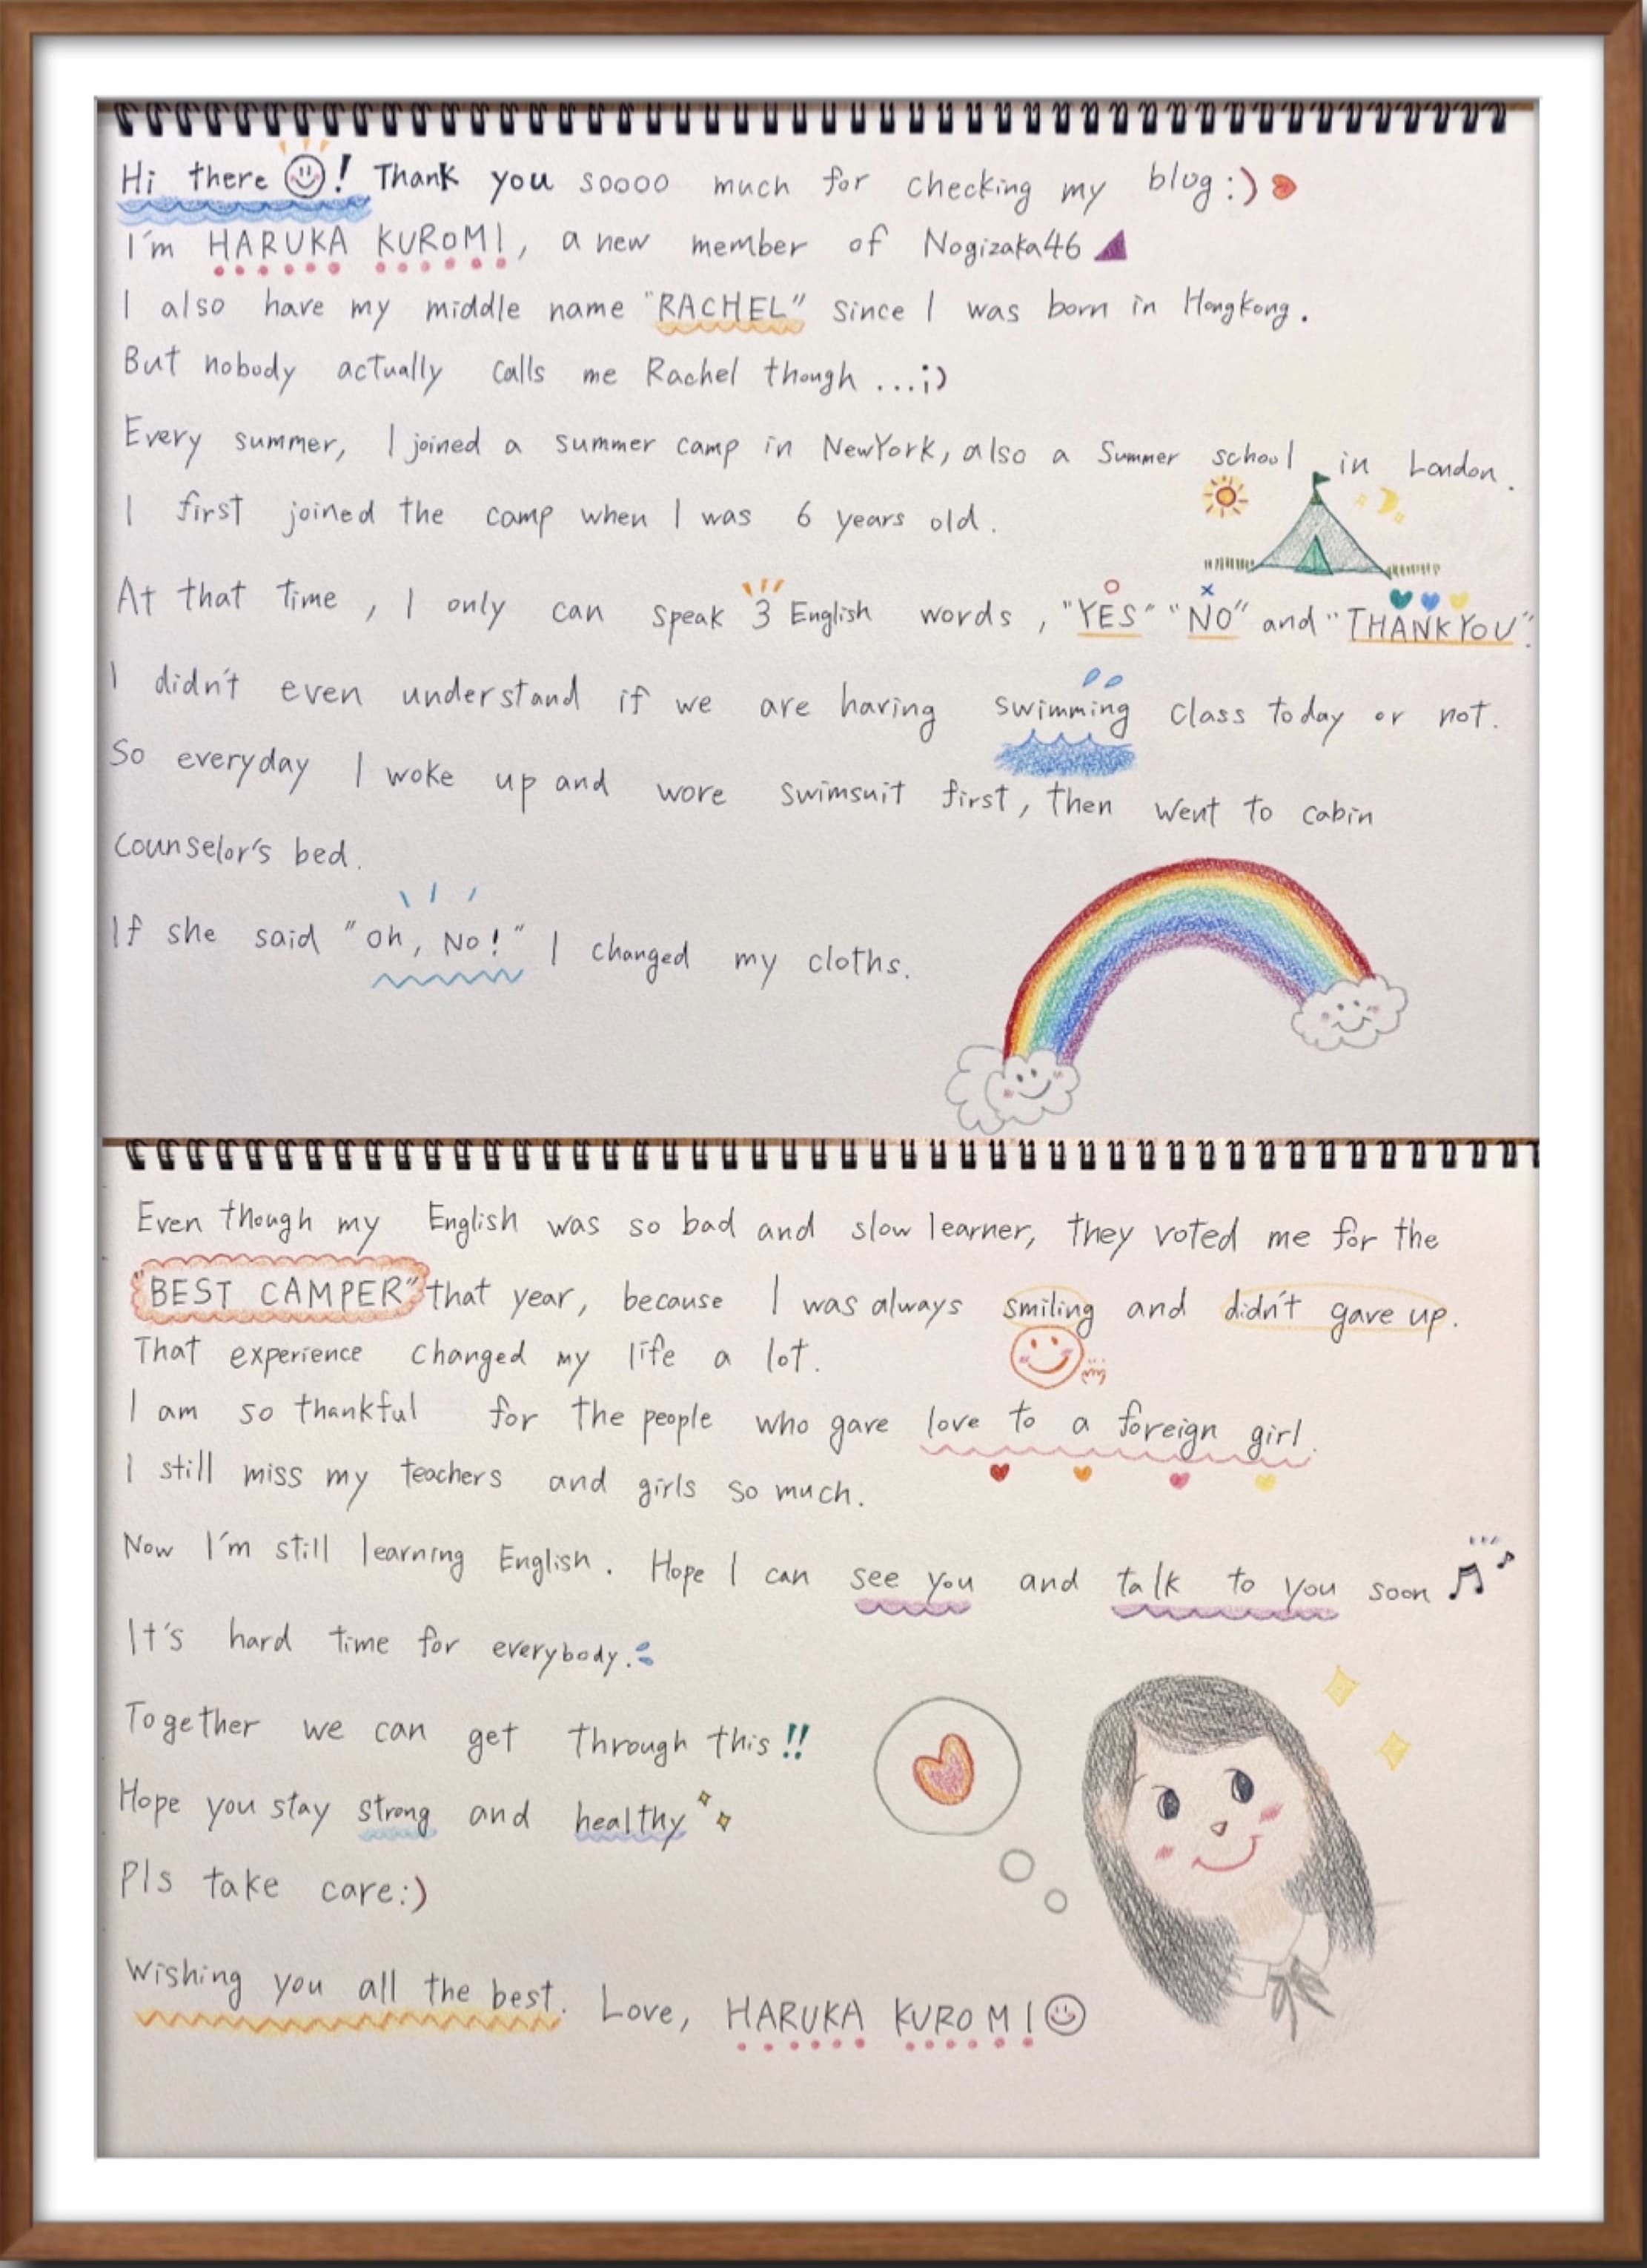 Hi there ! Thank you soooo much for checking my blog :)
I'm HARUKA KUROMI, a new member of Nogizaka46
I also have my middle name "RACHEL" since I was born in Hongkong.
But nobody actually calls me Rachel though ...;)
Every summer, I joined a summer camp in NewYork, also a Summer school in London.
I first joined the camp when I was 6 years old.
At that time, I only can speak 3 English words, "YES" "NO" and "THANKYOU".
I didn't even understand if we are having swimming class today or not.
So everyday I woke up and wore swimsuit first, then went to cabin
counselor's bed.
If she said "Oh, No!" I changed my cloths.
Even though my English was so bad and slow learner, they voted me for the
"BEST CAMPER" that year, because I was always smiling and didn't gave up.
That experience changed my life a lot.
I am so thankful for the people who gave love to a foreign girl.
I still miss my teachers and girls so much.
Now I'm still learning English. Hope I can see you and talk to you soon
It's hard time for everybody.
Together we can get through this!!
Hope you stay strong and healthy
Pls take care:)
Wishing you all the best. Love, HARUKA KUROMI